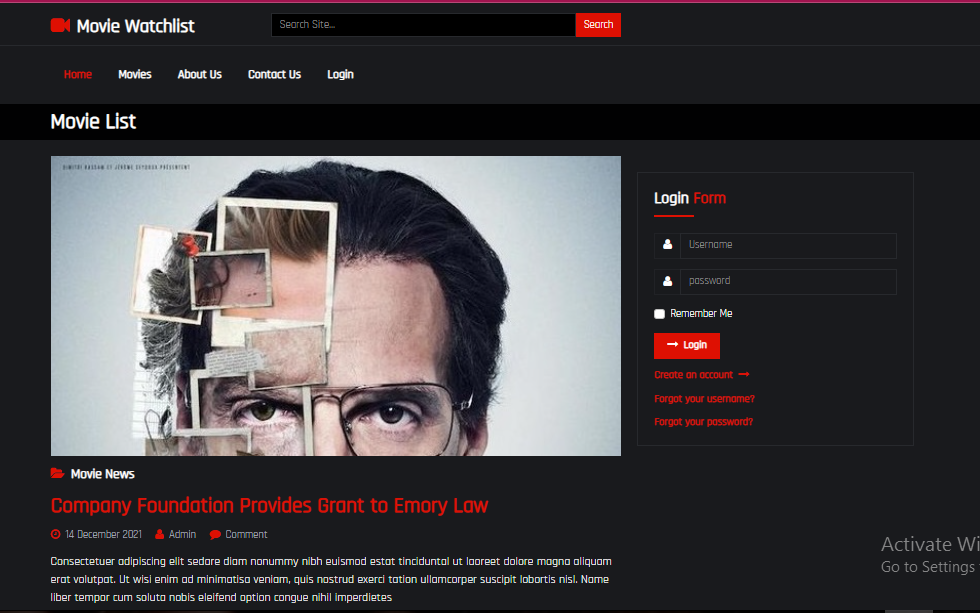 Movie Watchlist
Search Site...
Search
Home
Movies
About Us
Contact Us
Login
Movie List
DIMITRI RASSAM ET JÉRÔME SEYDOUX PRÉSENTENT
Login Form
Username
password
Remember Me
Login
Create an account
Forgot your username?
Forgot your password?
Movie News
Company Foundation Provides Grant to Emory Law
14 December 2021 Admin Comment
Consectetuer adipiscing elit sedare diam nonummy nibh euismod estat tinciduntal ut laoreet dolore magna aliquam
erat volutpat. Ut wisi enim ad minimatisa veniam, quis nostrud exerci tation ullamcorper suscipit lobortis nisl. Name
liber tempor cum soluta nobis eleifend option congue nihil imperdietes
Activate Wi
Go to Settings